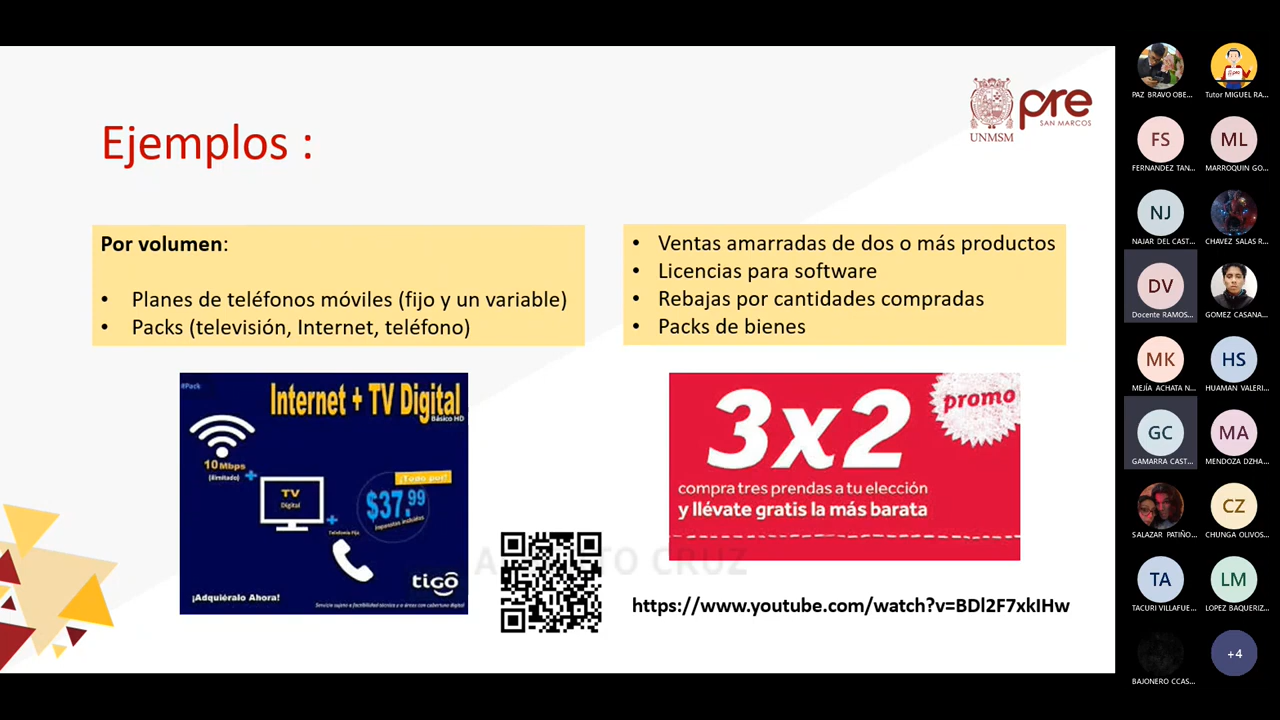 UNMSM
pre
SAN MARCOS
Ejemplos :
Por volumen:
• Planes de teléfonos móviles (fijo y un variable)
• Packs (televisión, Internet, teléfono)
• Ventas amarradas de dos o más productos
• Licencias para software
• Rebajas por cantidades compradas
• Packs de bienes
#Pack
Internet + TV Digital
Básico HD
10Mbps
(Ilimitado)
+
TV
Digital
+
Telefonía Fija
¡Todo por!
$37.99
Impuestos incluidos
tigo
¡Adquiéralo Ahora!
Servicio sujeto a factibilidad técnica y a áreas con cobertura digital
promo
3x2
compra tres prendas a tu elección
y llévate gratis la más barata
TO CRUZ
https://www.youtube.com/watch?v=BDl2F7xkIHw
PAZ BRAVO OBE...
Tutor MIGUEL RA...
FS
FERNANDEZ TAN...
ML
MARROQUIN GO...
NJ
NAJAR DEL CAST...
CHAVEZ SALAS R...
DV
Docente RAMOS...
GOMEZ CASANA...
MK
MEJÍA ACHATA N...
HS
HUAMAN VALERI...
GC
GAMARRA CAST...
MA
MENDOZA DZHA...
SALAZAR PATIÑO...
CZ
CHUNGA OLIVOS...
TA
TACURI VILLAFUE...
LM
LOPEZ BAQUERIZ...
BAJONERO CCAS...
+4